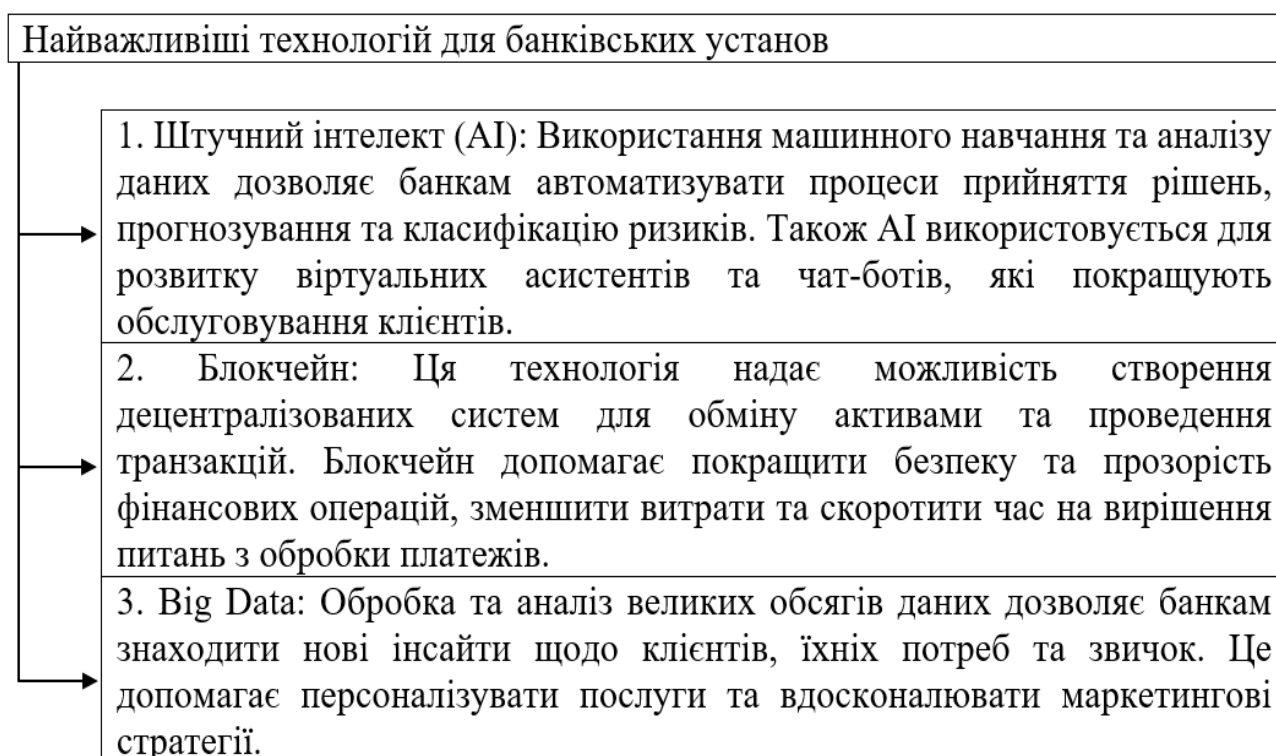 Найважливіші технологій для банківських установ
1. Штучний інтелект (AI): Використання машинного навчання та аналізу
даних дозволяє банкам автоматизувати процеси прийняття рішень,
прогнозування та класифікацію ризиків. Також AI використовується для
розвитку віртуальних асистентів та чат-ботів, які покращують
обслуговування клієнтів.
2. Блокчейн: Ця технологія надає можливість створення
децентралізованих систем для обміну активами та проведення
транзакцій. Блокчейн допомагає покращити безпеку та прозорість
фінансових операцій, зменшити витрати та скоротити час на вирішення
питань з обробки платежів.
3. Big Data: Обробка та аналіз великих обсягів даних дозволяє банкам
знаходити нові інсайти щодо клієнтів, їхніх потреб та звичок. Це
допомагає персоналізувати послуги та вдосконалювати маркетингові
стратегії.